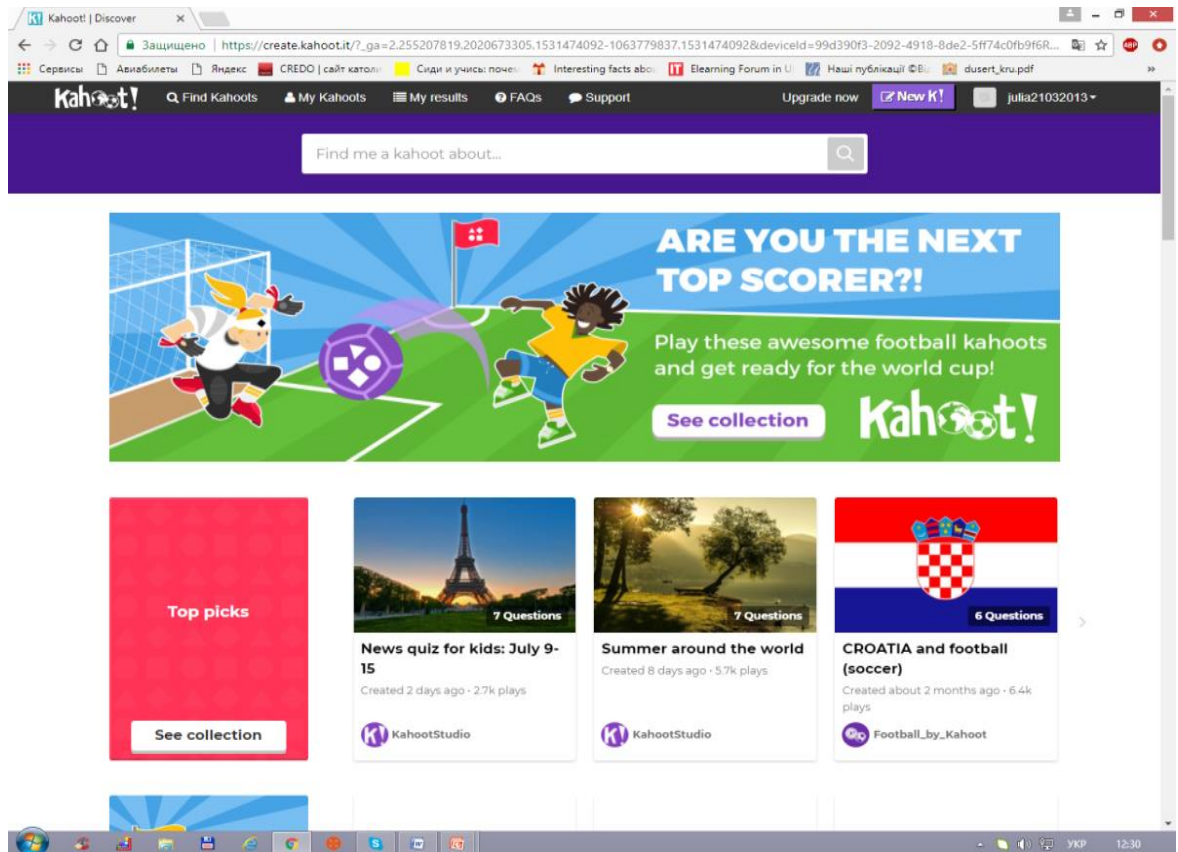 Kahoot! | Discover
Защищено | https://create.kahoot.it/?_ga=2.255207819.2020673305.1531474092-1063779837.1531474092&deviceId=99d390f3-2092-4918-8de2-5ff74c0fb9f6R...
ABP
Сервисы Авиабилеты Яндекс CREDO | сайт католи Сиди и учись: почем Interesting facts abo Elearning Forum in U Наші публікації ©Bi dusert_kru.pdf »
Kahoot! Find Kahoots My Kahoots My results FAQs Support Upgrade now New K! julia21032013
Find me a kahoot about...
ARE YOU THE NEXT
TOP SCORER?!
Play these awesome football kahoots
and get ready for the world cup!
See collection Kahoot!
Top picks
See collection
7 Questions
News quiz for kids: July 9-
15
Created 2 days ago · 2.7k plays
K! KahootStudio
7 Questions
Summer around the world
Created 8 days ago · 5.7k plays
K! KahootStudio
6 Questions
CROATIA and football
(soccer)
Created about 2 months ago · 6.4k
plays
Football_by_Kahoot
УКР 12:30